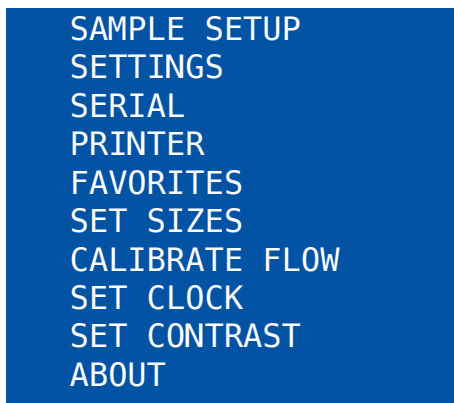 SAMPLE SETUP
SETTINGS
SERIAL
PRINTER
FAVORITES
SET SIZES
CALIBRATE FLOW
SET CLOCK
SET CONTRAST
ABOUT